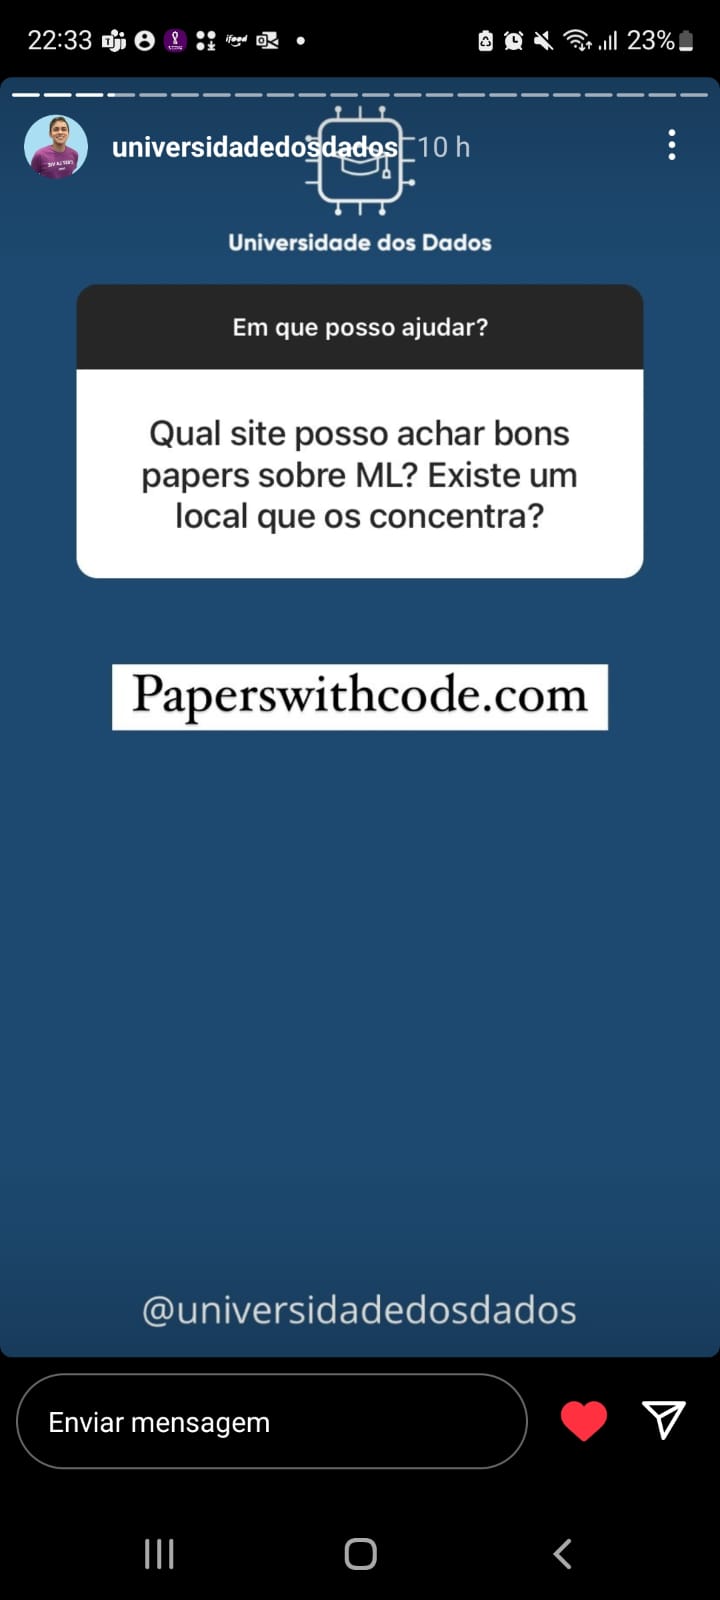 22:33
23%
universidadedosdados 10 h
Universidade dos Dados
Em que posso ajudar?
Qual site posso achar bons
papers sobre ML? Existe um
local que os concentra?
Paperswithcode.com
@universidadedosdados
Enviar mensagem